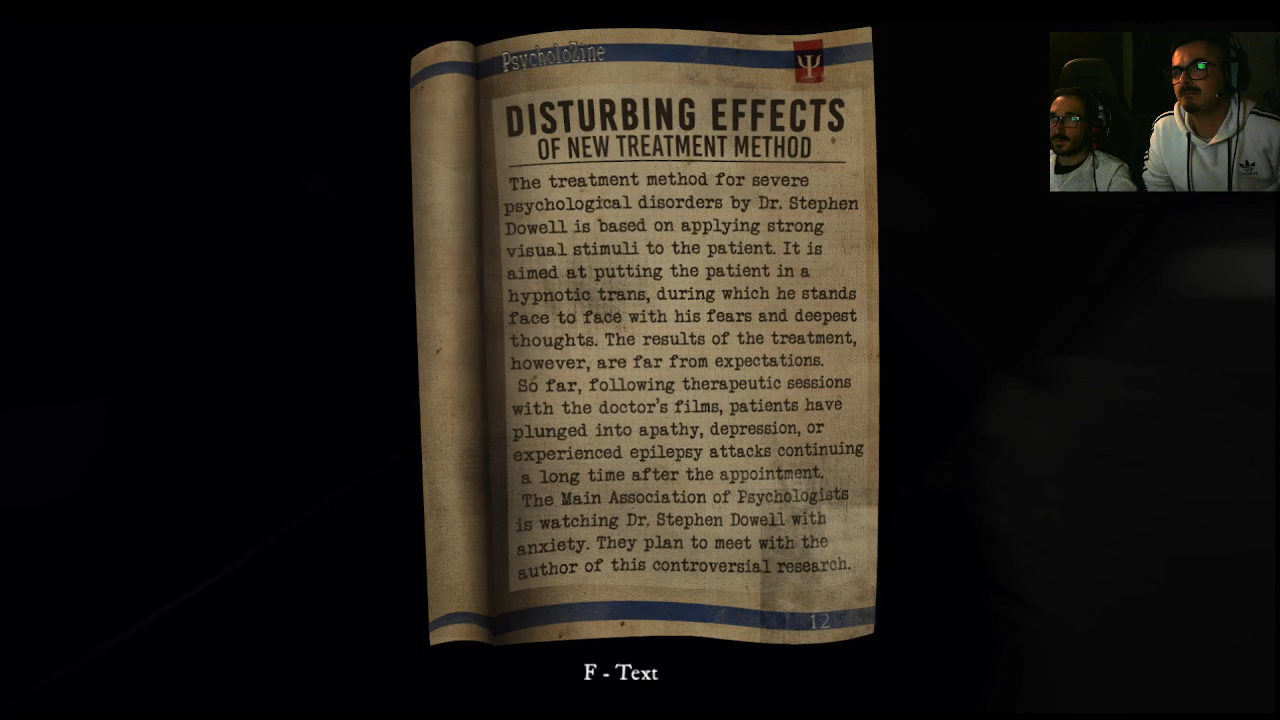 PsycholoZine
DISTURBING EFFECTS
OF NEW TREATMENT METHOD
The treatment method for severe
psychological disorders by Dr. Stephen
Dowell is based on applying strong
visual stimuli to the patient. It is
aimed at putting the patient in a
hypnotic trans, during which he stands
face to face with his fears and deepest
thoughts. The results of the treatment,
however, are far from expectations.
So far, following therapeutic sessions
with the doctor's films, patients have
plunged into apathy, depression, or
experienced epilepsy attacks continuing
a long time after the appointment.
The Main Association of Psychologists
is watching Dr. Stephen Dowell with
anxiety. They plan to meet with the
author of this controversial research.
12
F - Text